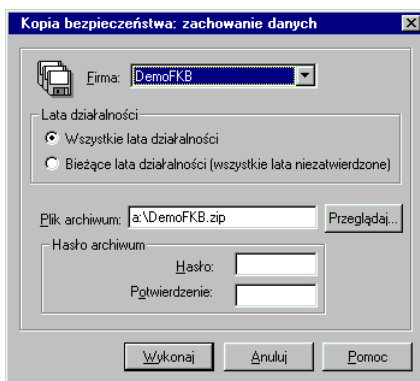 Kopia bezpieczeństwa: zachowanie danych
Firma: DemoFKB
Lata działalności
Wszystkie lata działalności
Bieżące lata działalności (wszystkie lata niezatwierdzone)
Plik archiwum: a:\DemoFKB.zip Przeglądaj...
Hasło archiwum
Hasło:
Potwierdzenie:
Wykonaj Anuluj Pomoc